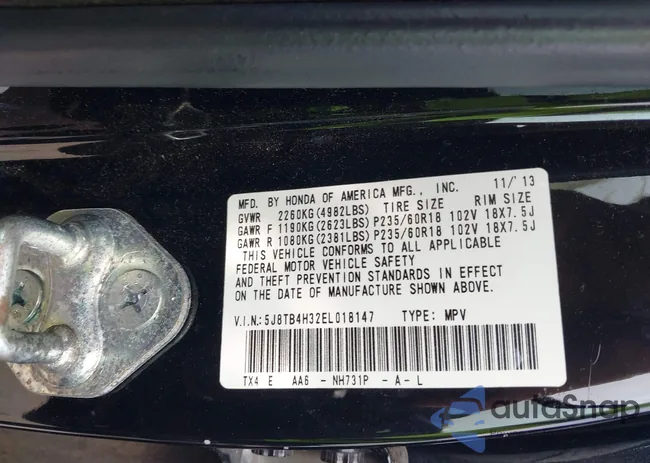 MFD. BY HONDA OF AMERICA MFG., INC. 11/'13
GVWR 2260KG(4982LBS) TIRE SIZE RIM SIZE
GAWR F 1190KG(2623LBS) P235/60R18 102V 18X7.5J
GAWR R 1080KG(2381LBS) P235/60R18 102V 18X7.5J
THIS VEHICLE CONFORMS TO ALL APPLICABLE
FEDERAL MOTOR VEHICLE SAFETY
AND THEFT PREVENTION STANDARDS IN EFFECT
ON THE DATE OF MANUFACTURE SHOWN ABOVE.
V.I.N.: 5J8TB4H32EL018147 TYPE: MPV
TX4 E AA6 - NH731P - A - L
autoSnap